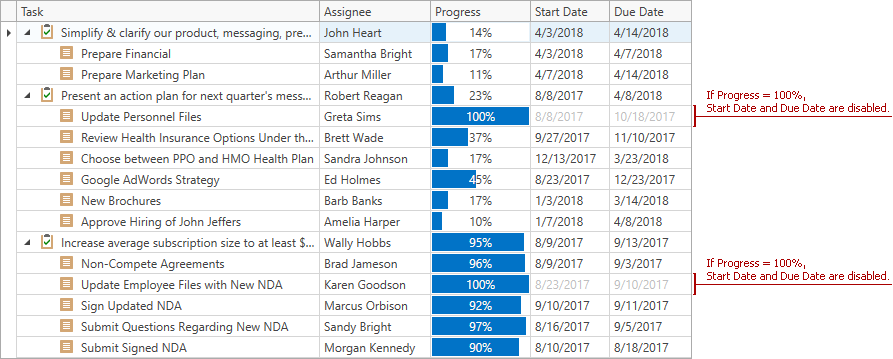 Task Assignee Progress Start Date Due Date
Simplify & clarify our product, messaging, pre... John Heart 14% 4/3/2018 4/14/2018
Prepare Financial Samantha Bright 17% 4/3/2018 4/7/2018
Prepare Marketing Plan Arthur Miller 11% 4/7/2018 4/14/2018
Present an action plan for next quarter's mess... Robert Reagan 23% 8/8/2017 4/8/2018
If Progress = 100%,
Start Date and Due Date are disabled.
Update Personnel Files Greta Sims 100% 8/8/2017 10/18/2017
Review Health Insurance Options Under th... Brett Wade 37% 9/27/2017 11/10/2017
Choose between PPO and HMO Health Plan Sandra Johnson 17% 12/13/2017 3/23/2018
Google AdWords Strategy Ed Holmes 45% 8/23/2017 12/23/2017
New Brochures Barb Banks 17% 1/3/2018 3/14/2018
Approve Hiring of John Jeffers Amelia Harper 10% 1/7/2018 4/8/2018
Increase average subscription size to at least $... Wally Hobbs 95% 8/9/2017 9/13/2017
Non-Compete Agreements Brad Jameson 96% 8/9/2017 9/3/2017
If Progress = 100%,
Start Date and Due Date are disabled.
Update Employee Files with New NDA Karen Goodson 100% 8/23/2017 9/10/2017
Sign Updated NDA Marcus Orbison 92% 9/10/2017 9/11/2017
Submit Questions Regarding New NDA Sandy Bright 97% 8/16/2017 9/5/2017
Submit Signed NDA Morgan Kennedy 90% 8/10/2017 8/18/2017